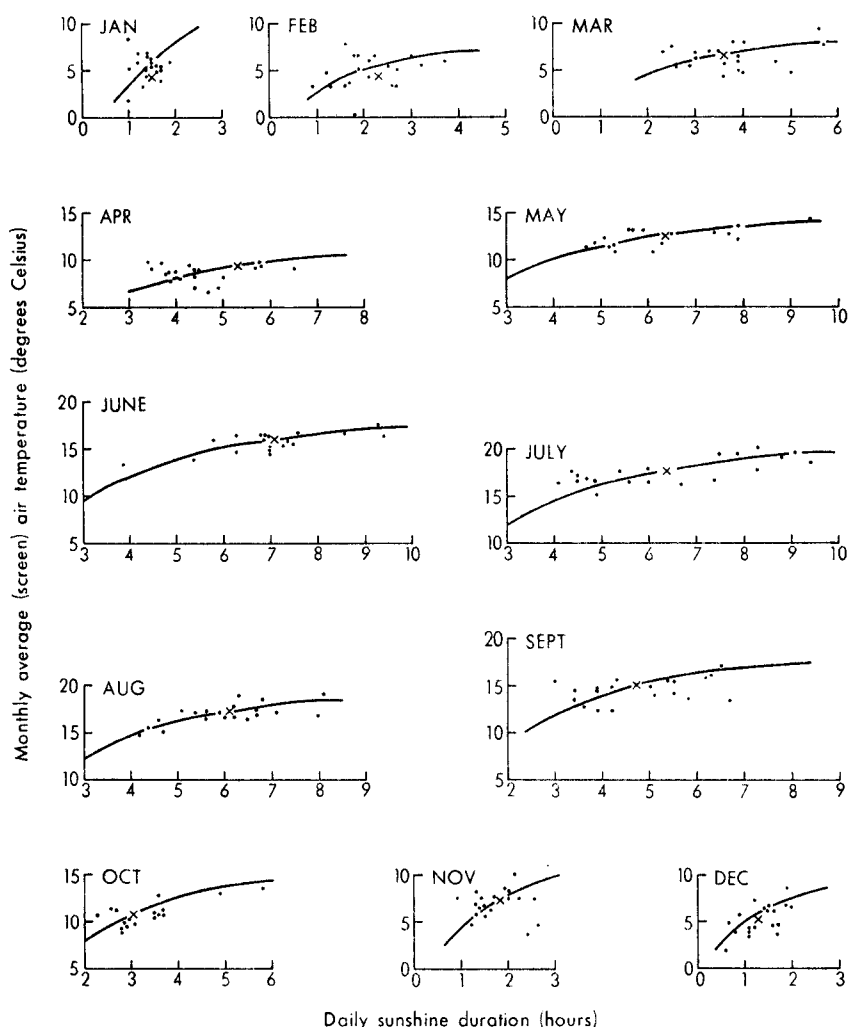 Monthly average (screen) air temperature (degrees Celsius)
JAN
10
5
0
0 1 2 3
FEB
10
5
0
0 1 2 3 4 5
MAR
10
5
0
0 1 2 3 4 5 6
APR
15
10
5
2 3 4 5 6 7 8
MAY
15
10
5
3 4 5 6 7 8 9 10
JUNE
20
15
10
5
3 4 5 6 7 8 9 10
JULY
20
15
10
3 4 5 6 7 8 9 10
AUG
20
15
10
3 4 5 6 7 8 9
SEPT
20
15
10
5
2 3 4 5 6 7 8 9
OCT
15
10
5
2 3 4 5 6
NOV
10
5
0
0 1 2 3
DEC
10
5
0
0 1 2 3
Daily sunshine duration (hours)